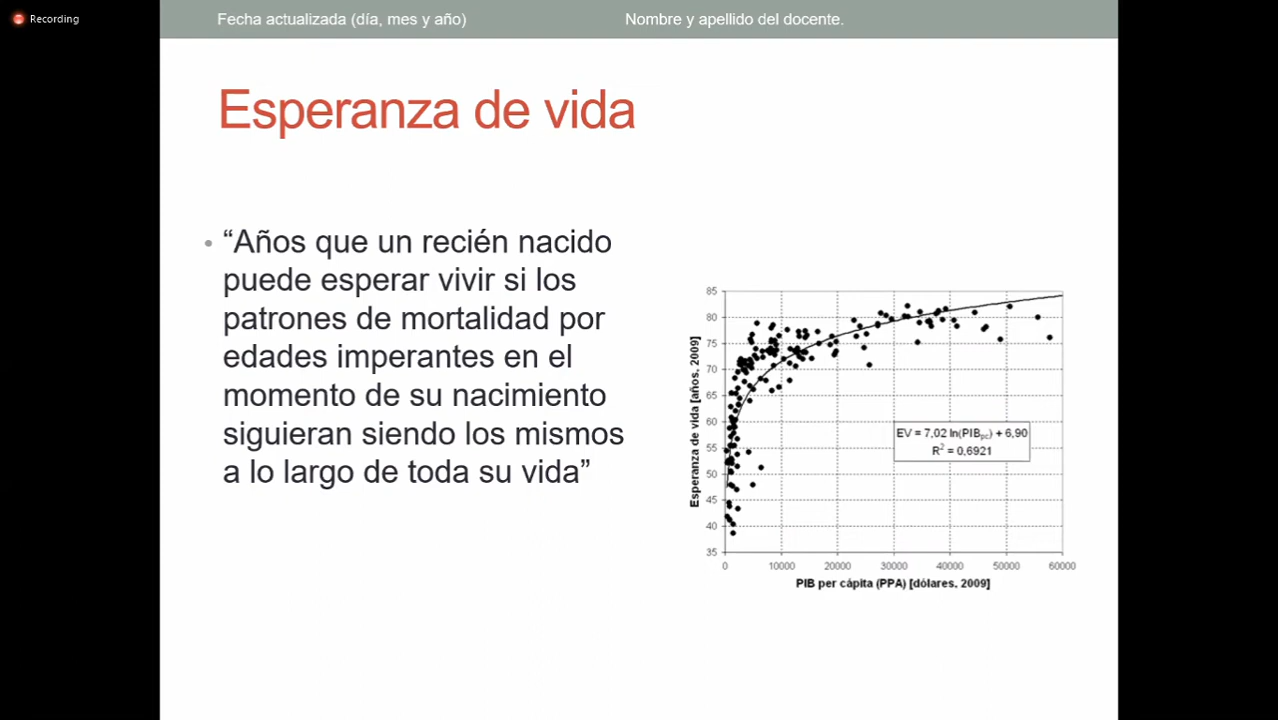 Recording
Fecha actualizada (día, mes y año)
Nombre y apellido del docente.
Esperanza de vida
• “Años que un recién nacido
puede esperar vivir si los
patrones de mortalidad por
edades imperantes en el
momento de su nacimiento
siguieran siendo los mismos
a lo largo de toda su vida”
Esperanza de vida [años, 2009]
85
80
75
70
65
60
55
50
45
40
35
EV = 7,02 ln(PIBpc) + 6,90
R² = 0,6921
0 10000 20000 30000 40000 50000 60000
PIB per cápita (PPA) [dólares, 2009]